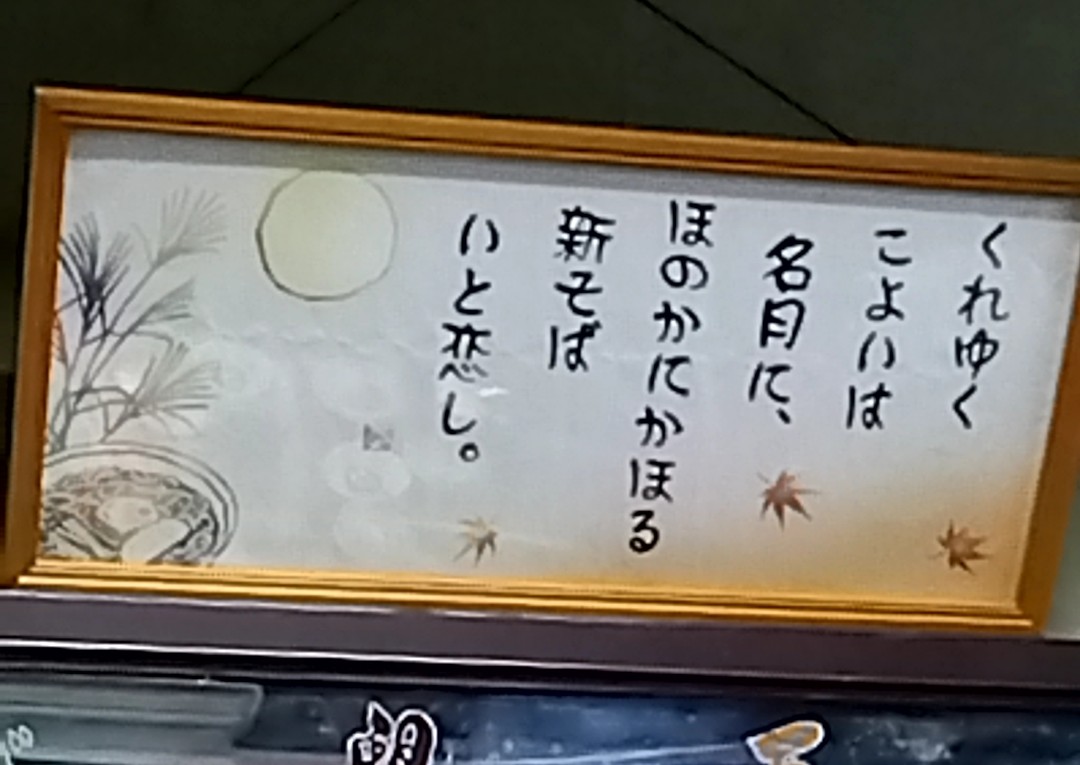 くれゆく
こよいは
名月に、
ほのかにかほる
新そば
いと恋し。